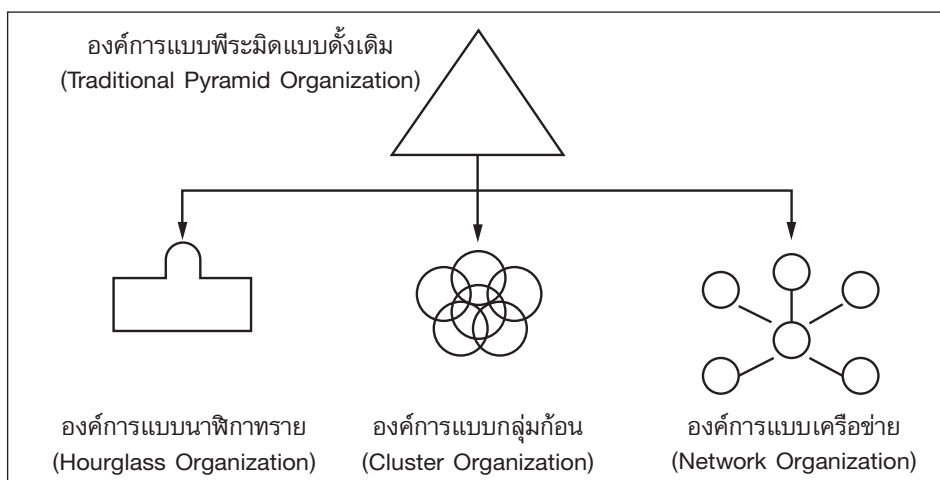 องค์การแบบพีระมิดแบบดั้งเดิม
(Traditional Pyramid Organization)
องค์การแบบนาฬิกาทราย
(Hourglass Organization)
องค์การแบบกลุ่มก้อน
(Cluster Organization)
องค์การแบบเครือข่าย
(Network Organization)